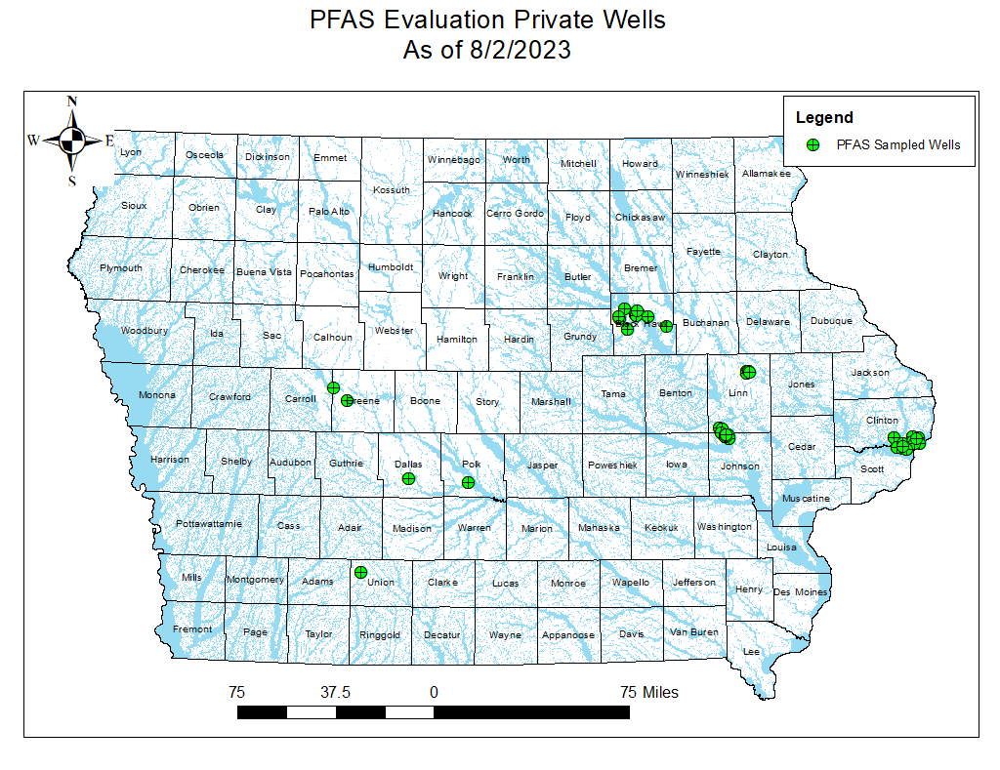 PFAS Evaluation Private Wells
As of 8/2/2023
N
W E
S
Legend
PFAS Sampled Wells
Lyon Osceola Dickinson Emmet Kossuth Winnebago Worth Mitchell Howard Winneshiek Allamakee
Sioux Obrien Clay Palo Alto Hancock Cerro Gordo Floyd Chickasaw
Plymouth Cherokee Buena Vista Pocahontas Humboldt Wright Franklin Butler Bremer Fayette Clayton
Woodbury Ida Sac Calhoun Webster Hamilton Hardin Grundy Black Hawk Buchanan Delaware Dubuque
Monona Crawford Carroll Greene Boone Story Marshall Tama Benton Linn Jones Jackson
Clinton
Harrison Shelby Audubon Guthrie Dallas Polk Jasper Poweshiek Iowa Johnson Cedar Scott
Muscatine
Pottawattamie Cass Adair Madison Warren Marion Mahaska Keokuk Washington Louisa
Mills Montgomery Adams Union Clarke Lucas Monroe Wapello Jefferson Henry Des Moines
Fremont Page Taylor Ringgold Decatur Wayne Appanoose Davis Van Buren Lee
75 37.5 0 75 Miles